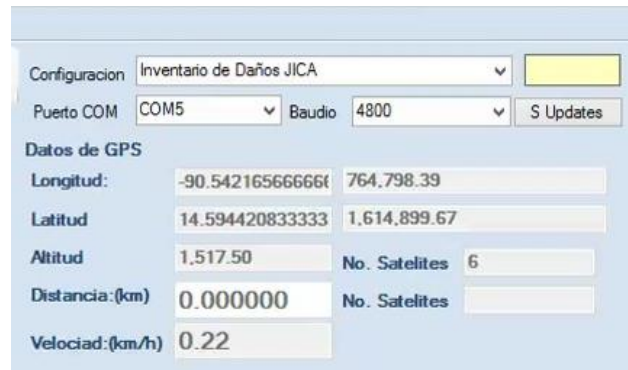 Configuracion Inventario de Daños JICA
Puerto COM COM5 Baudio 4800 S Updates
Datos de GPS
Longitud: -90.542165666666 764,798.39
Latitud 14.594420833333 1,614,899.67
Altitud 1,517.50 No. Satelites 6
Distancia:(km) 0.000000 No. Satelites
Velociad:(km/h) 0.22